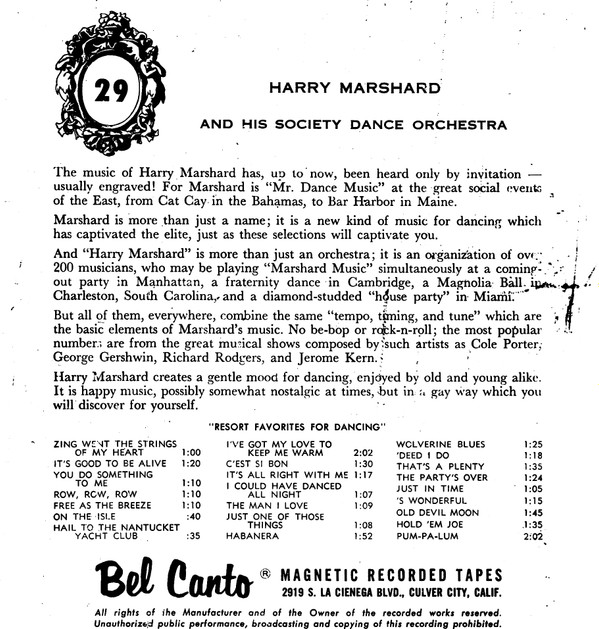 29
HARRY MARSHARD
AND HIS SOCIETY DANCE ORCHESTRA
The music of Harry Marshard has, up to now, been heard only by invitation —
usually engraved! For Marshard is "Mr. Dance Music" at the great social events
of the East, from Cat Cay in the Bahamas, to Bar Harbor in Maine.
Marshard is more than just a name; it is a new kind of music for dancing which
has captivated the elite, just as these selections will captivate you.
And "Harry Marshard" is more than just an orchestra; it is an organization of over
200 musicians, who may be playing "Marshard Music" simultaneously at a coming-
out party in Manhattan, a fraternity dance in Cambridge, a Magnolia Ball in
Charleston, South Carolina, and a diamond-studded "house party" in Miami.
But all of them, everywhere, combine the same "tempo, timing, and tune" which are
the basic elements of Marshard's music. No be-bop or rock-n-roll; the most popular
numbers are from the great musical shows composed by such artists as Cole Porter,
George Gershwin, Richard Rodgers, and Jerome Kern.
Harry Marshard creates a gentle mood for dancing, enjoyed by old and young alike.
It is happy music, possibly somewhat nostalgic at times, but in a gay way which you
will discover for yourself.
"RESORT FAVORITES FOR DANCING"
ZING WENT THE STRINGS
OF MY HEART 1:00
IT'S GOOD TO BE ALIVE 1:20
YOU DO SOMETHING
TO ME 1:10
ROW, ROW, ROW 1:10
FREE AS THE BREEZE 1:10
ON THE ISLE :40
HAIL TO THE NANTUCKET
YACHT CLUB :35
I'VE GOT MY LOVE TO
KEEP ME WARM 2:02
C'EST SI BON 1:30
IT'S ALL RIGHT WITH ME 1:17
I COULD HAVE DANCED
ALL NIGHT 1:07
THE MAN I LOVE 1:09
JUST ONE OF THOSE
THINGS 1:08
HABANERA 1:52
WOLVERINE BLUES 1:25
'DEED I DO 1:18
THAT'S A PLENTY 1:35
THE PARTY'S OVER 1:24
JUST IN TIME 1:05
'S WONDERFUL 1:15
OLD DEVIL MOON 1:45
HOLD 'EM JOE 1:35
PUM-PA-LUM 2:02
Bel Canto ® MAGNETIC RECORDED TAPES
2919 S. LA CIENEGA BLVD., CULVER CITY, CALIF.
All rights of the Manufacturer and of the Owner of the recorded works reserved.
Unauthorized public performance, broadcasting and copying of this recording prohibited.